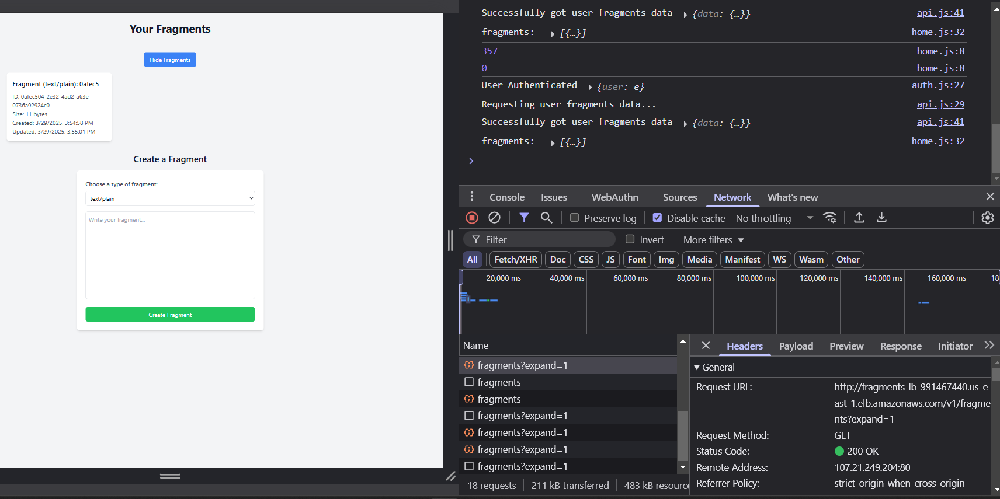 Your Fragments
Hide Fragments
Fragment (text/plain): 0afec5
ID: 0afec504-2e32-4ad2-a63e-
0736a92924c0
Size: 11 bytes
Created: 3/29/2025, 3:54:58 PM
Updated: 3/29/2025, 3:55:01 PM
Create a Fragment
Choose a type of fragment:
text/plain
Write your fragment...
Create Fragment
Successfully got user fragments data {data: {…}} api.js:41
fragments: [{…}] home.js:32
357 home.js:8
0 home.js:8
User Authenticated {user: e} auth.js:27
Requesting user fragments data... api.js:29
Successfully got user fragments data {data: {…}} api.js:41
fragments: [{…}] home.js:32
Console Issues WebAuthn Sources Network What's new
Preserve log Disable cache No throttling
Filter Invert More filters
All Fetch/XHR Doc CSS JS Font Img Media Manifest WS Wasm Other
20,000 ms 40,000 ms 60,000 ms 80,000 ms 100,000 ms 120,000 ms 140,000 ms 160,000 ms 18
Name
fragments?expand=1
fragments
fragments
fragments?expand=1
fragments?expand=1
fragments?expand=1
fragments?expand=1
18 requests 211 kB transferred 483 kB resource
Headers Payload Preview Response Initiator
General
Request URL: http://fragments-lb-991467440.us-e
ast-1.elb.amazonaws.com/v1/fragme
nts?expand=1
Request Method: GET
Status Code: 200 OK
Remote Address: 107.21.249.204:80
Referrer Policy: strict-origin-when-cross-origin